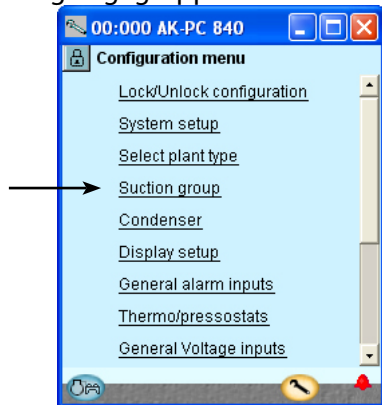 00:000 AK-PC 840
Configuration menu
Lock/Unlock configuration
System setup
Select plant type
Suction group
Condenser
Display setup
General alarm inputs
Thermo/pressostats
General Voltage inputs